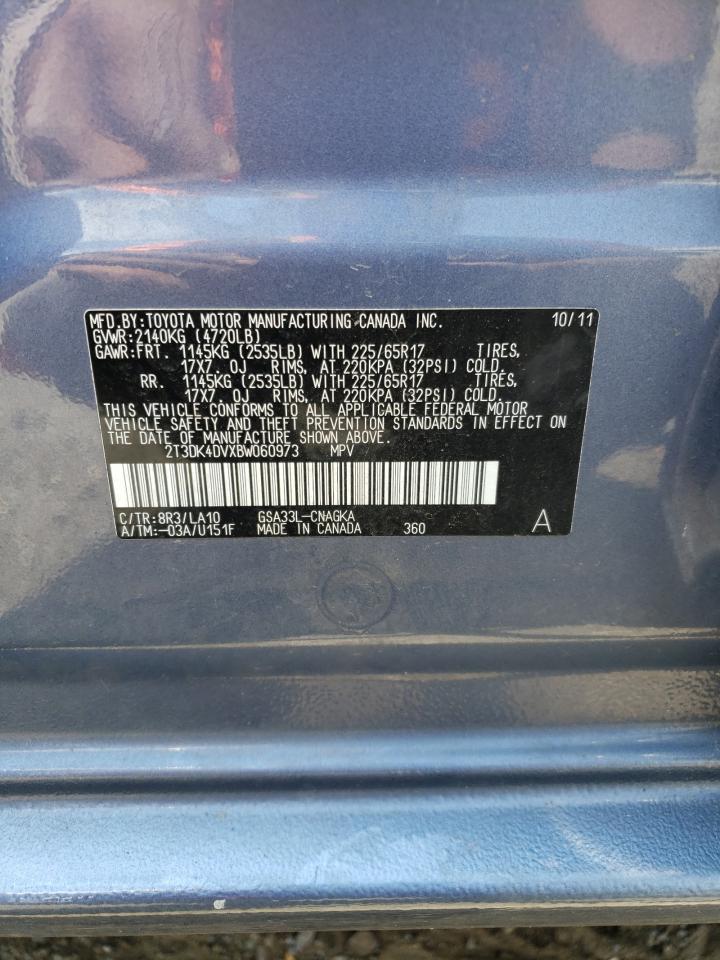 MFD.BY:TOYOTA MOTOR MANUFACTURING CANADA INC. 10/11
GVWR:2140KG (4720LB)
GAWR:FRT. 1145KG (2535LB) WITH 225/65R17 TIRES,
17X7. 0J RIMS, AT 220KPA (32PSI) COLD.
RR. 1145KG (2535LB) WITH 225/65R17 TIRES,
17X7. 0J RIMS, AT 220KPA (32PSI) COLD.
THIS VEHICLE CONFORMS TO ALL APPLICABLE FEDERAL MOTOR
VEHICLE SAFETY AND THEFT PREVENTION STANDARDS IN EFFECT ON
THE DATE OF MANUFACTURE SHOWN ABOVE.
2T3DK4DVXBW060973 MPV
C/TR:8R3/LA10 GSA33L-CNAGKA
A/TM:-03A/U151F MADE IN CANADA 360 A